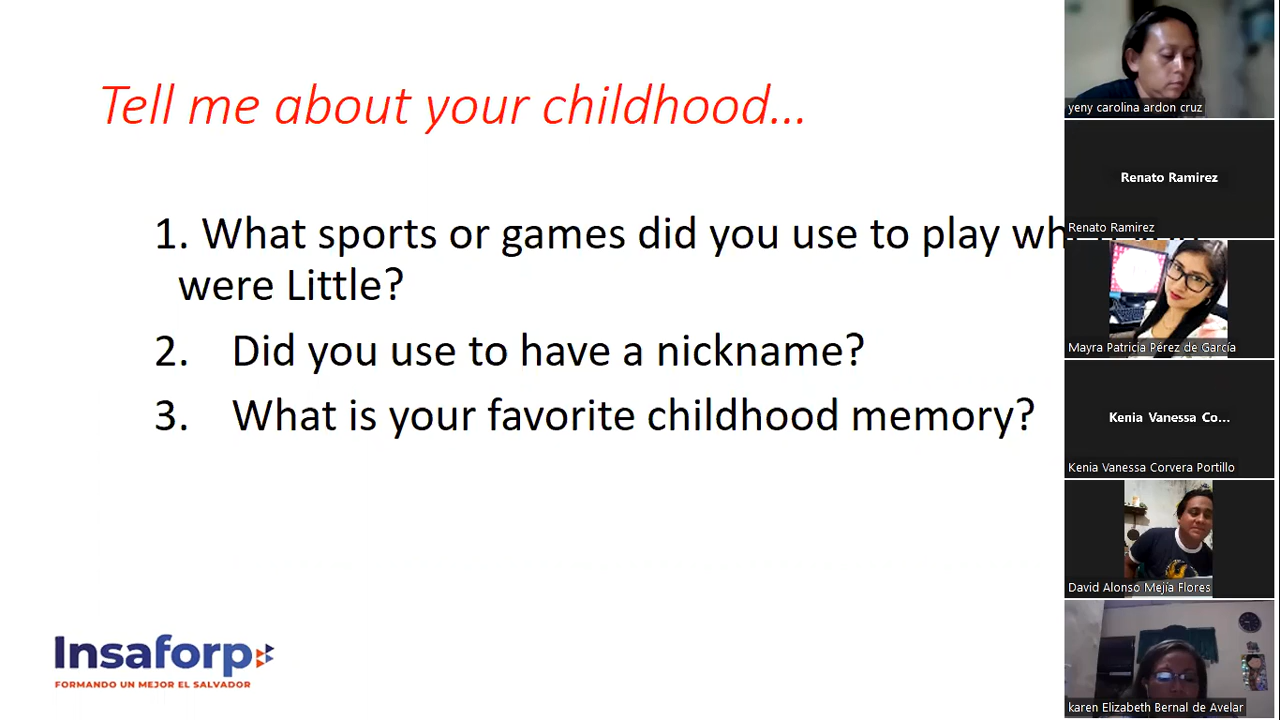 Tell me about your childhood...
1. What sports or games did you use to play
were Little?
2. Did you use to have a nickname?
3. What is your favorite childhood memory?
Insaforp
FORMANDO UN MEJOR EL SALVADOR
yeny carolina ardon cruz
Renato Ramirez
Renato Ramirez
Mayra Patricia Pérez de García
Kenia Vanessa Co...
Kenia Vanessa Corvera Portillo
David Alonso Mejía Flores
karen Elizabeth Bernal de Avelar